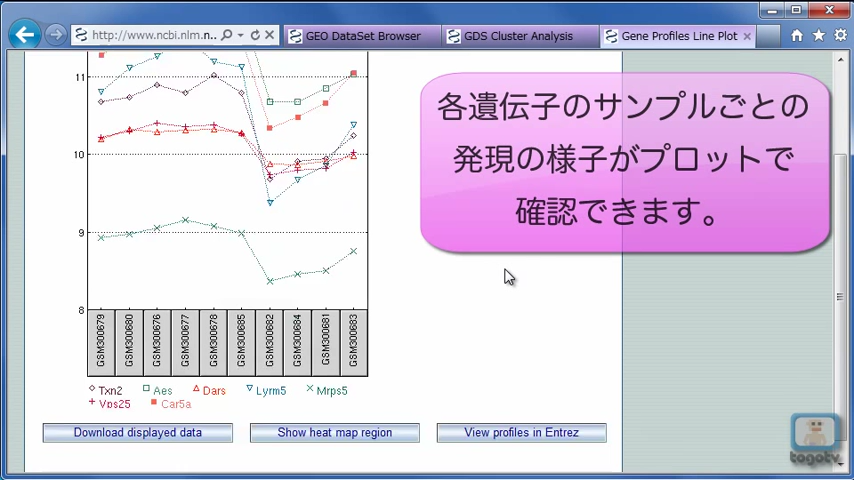 http://www.ncbi.nlm.n..
GEO DataSet Browser
GDS Cluster Analysis
Gene Profiles Line Plot
各遺伝子のサンプルごとの
発現の様子がプロットで
確認できます。
11
10
9
8
GSM300679
GSM300680
GSM300676
GSM300677
GSM300678
GSM300685
GSM300682
GSM300684
GSM300681
GSM300683
Txn2 Aes Dars Lyrm5 Mrps5
Vps25 Car5a
Download displayed data
Show heat map region
View profiles in Entrez
togotv